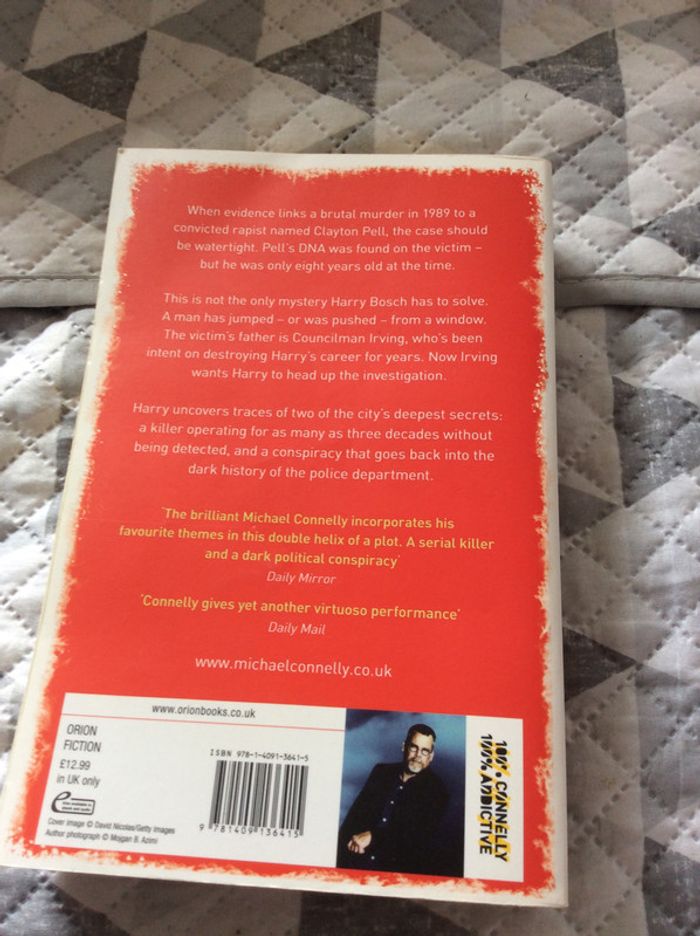 When evidence links a brutal murder in 1989 to a
convicted rapist named Clayton Pell, the case should
be watertight. Pell's DNA was found on the victim –
but he was only eight years old at the time.
This is not the only mystery Harry Bosch has to solve.
A man has jumped – or was pushed – from a window.
The victim's father is Councilman Irving, who's been
intent on destroying Harry's career for years. Now Irving
wants Harry to head up the investigation.
Harry uncovers traces of two of the city's deepest secrets:
a killer operating for as many as three decades without
being detected, and a conspiracy that goes back into the
dark history of the police department.
'The brilliant Michael Connelly incorporates his
favourite themes in this double helix of a plot. A serial killer
and a dark political conspiracy'
Daily Mirror
'Connelly gives yet another virtuoso performance'
Daily Mail
www.michaelconnelly.co.uk
www.orionbooks.co.uk
ORION
FICTION
£12.99
in UK only
ISBN 978-1-4091-3641-5
9 781409 136415
Cover image © David Nicolas/Getty Images
Author photograph © Mojgan B. Azimi
100% CONNELLY
100% ADDICTIVE